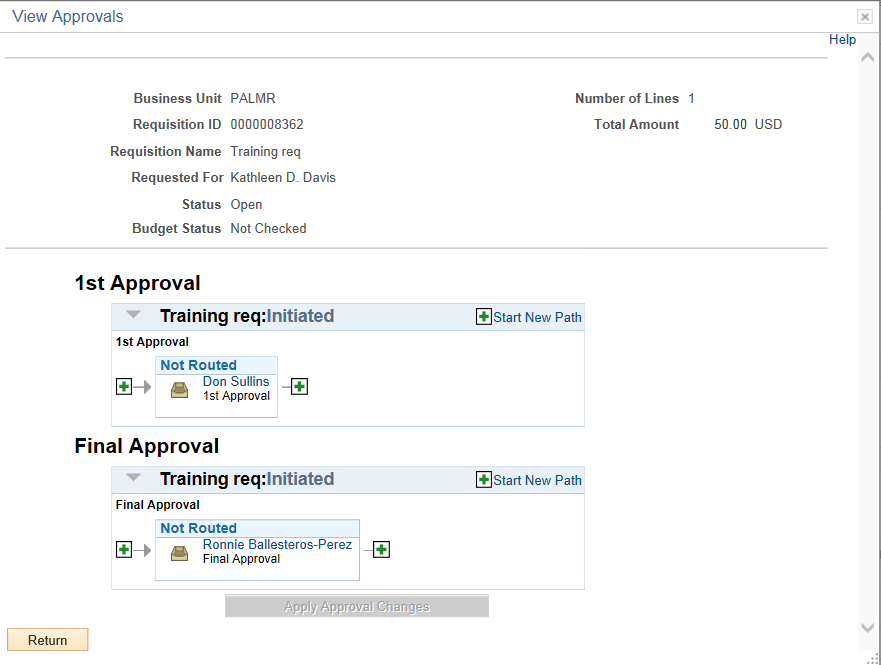 View Approvals
Help
Business Unit PALMR
Number of Lines 1
Requisition ID 0000008362
Total Amount 50.00 USD
Requisition Name Training req
Requested For Kathleen D. Davis
Status Open
Budget Status Not Checked
1st Approval
Training req:Initiated
Start New Path
1st Approval
Not Routed
Don Sullins
1st Approval
Final Approval
Training req:Initiated
Start New Path
Final Approval
Not Routed
Ronnie Ballesteros-Perez
Final Approval
Apply Approval Changes
Return